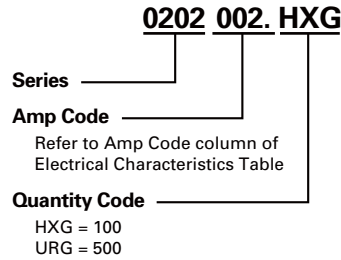 0202 002. HXG
Series
Amp Code
Refer to Amp Code column of
Electrical Characteristics Table
Quantity Code
HXG = 100
URG = 500